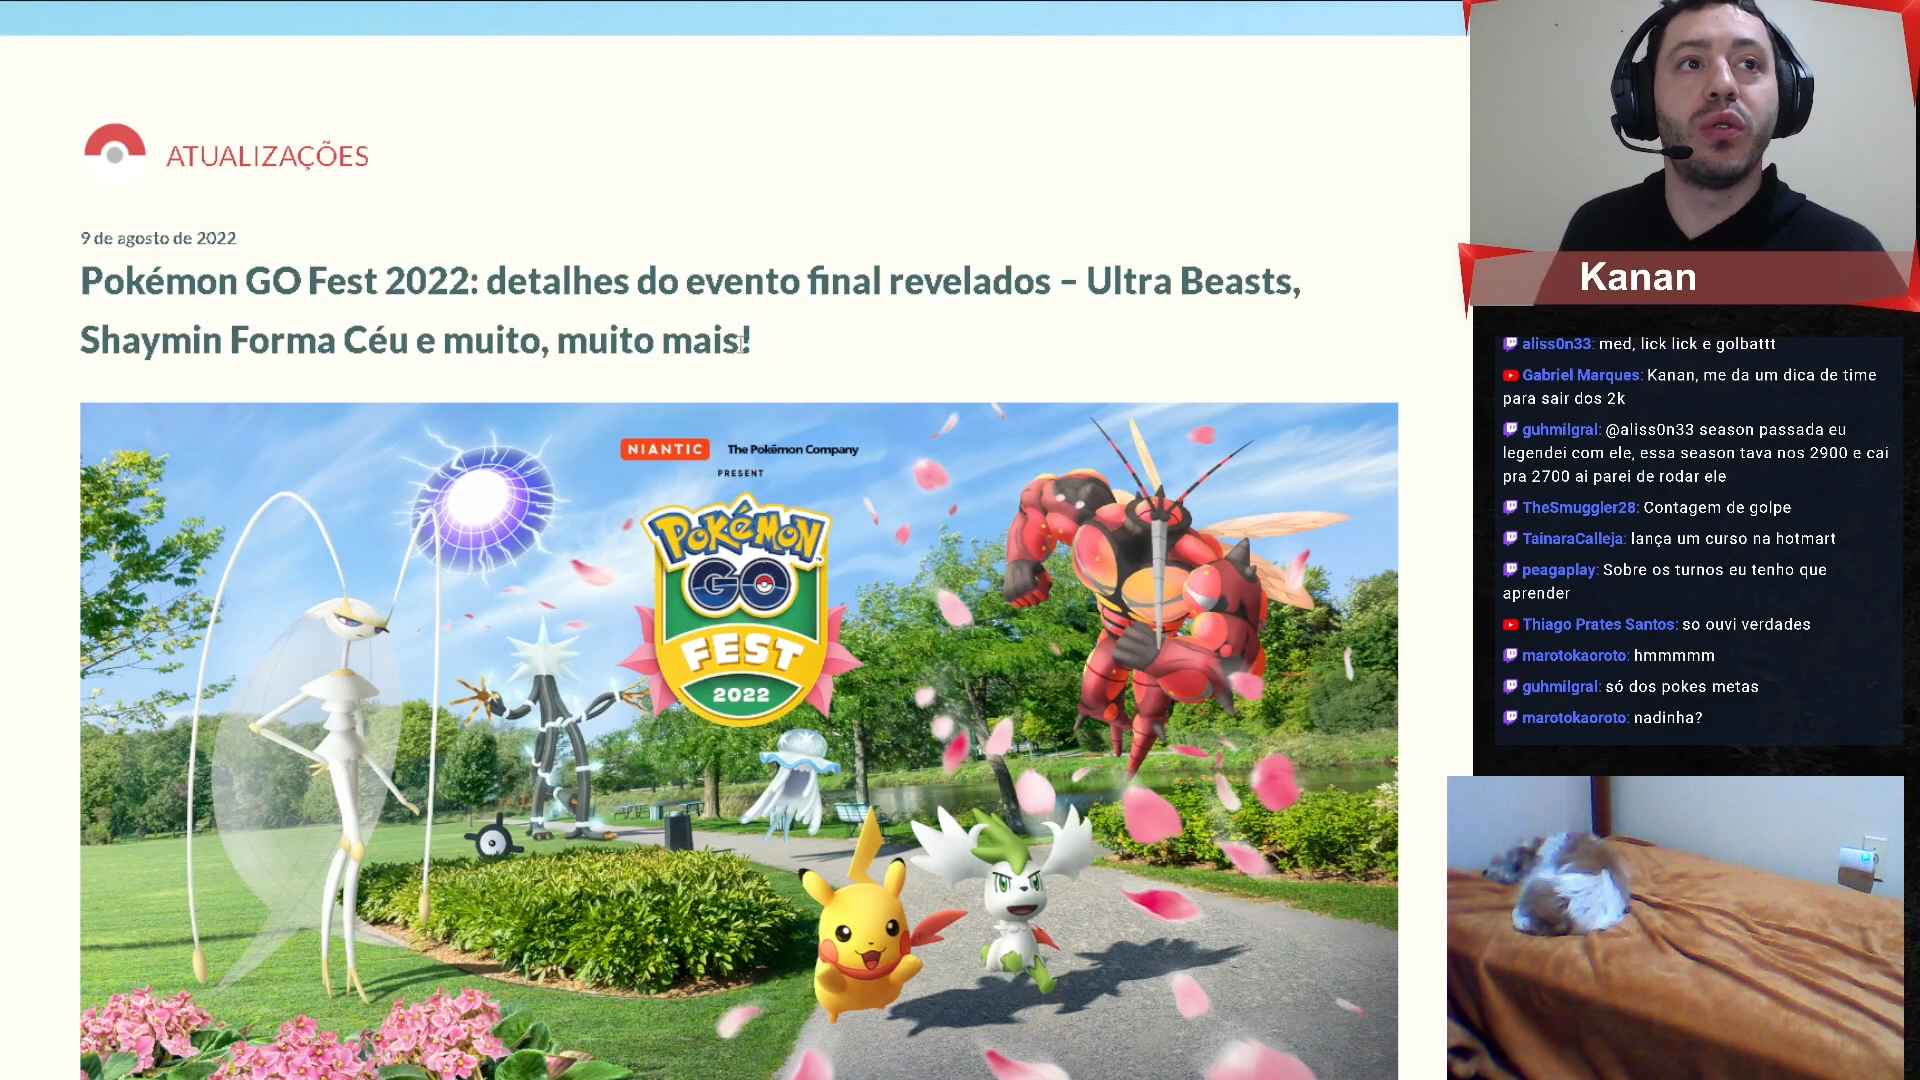 ATUALIZAÇÕES
9 de agosto de 2022
Pokémon GO Fest 2022: detalhes do evento final revelados – Ultra Beasts,
Shaymin Forma Céu e muito, muito mais!
NIANTIC The Pokémon Company
PRESENT
POKÉMON
GO
FEST
2022
Kanan
aliss0n33: med, lick lick e golbattt
Gabriel Marques: Kanan, me da um dica de time
para sair dos 2k
guhmilgral: @aliss0n33 season passada eu
legendei com ele, essa season tava nos 2900 e cai
pra 2700 ai parei de rodar ele
TheSmuggler28: Contagem de golpe
TainaraCalleja: lança um curso na hotmart
peagaplay: Sobre os turnos eu tenho que
aprender
Thiago Prates Santos: so ouvi verdades
marotokaoroto: hmmmmm
guhmilgral: só dos pokes metas
marotokaoroto: nadinha?